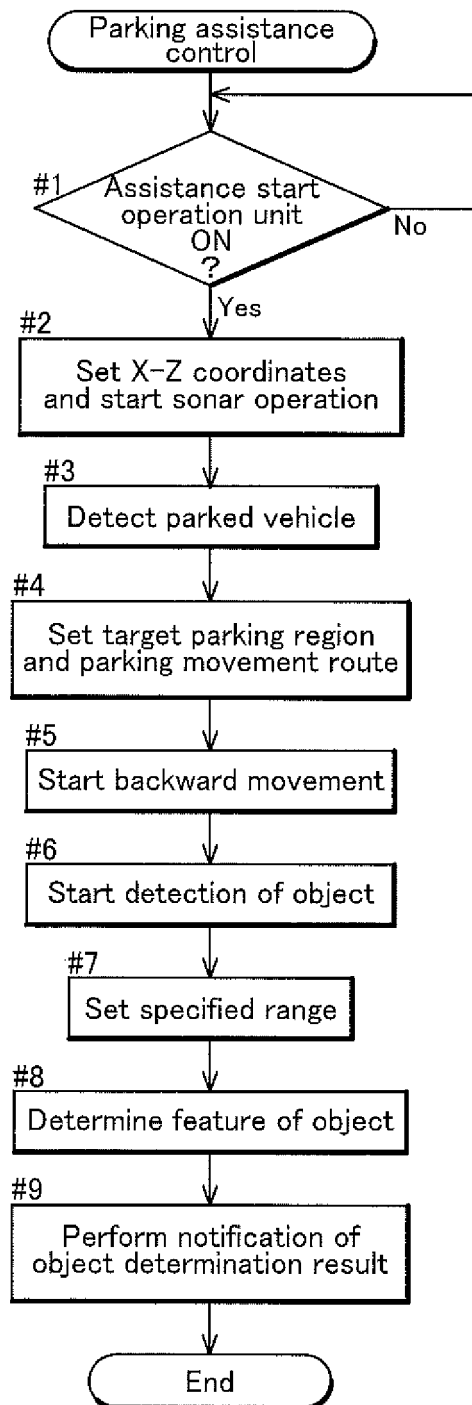 Parking assistance
control
#1
Assistance start
operation unit
ON
?
No
Yes
#2
Set X-Z coordinates
and start sonar operation
#3
Detect parked vehicle
#4
Set target parking region
and parking movement route
#5
Start backward movement
#6
Start detection of object
#7
Set specified range
#8
Determine feature of object
#9
Perform notification of
object determination result
End